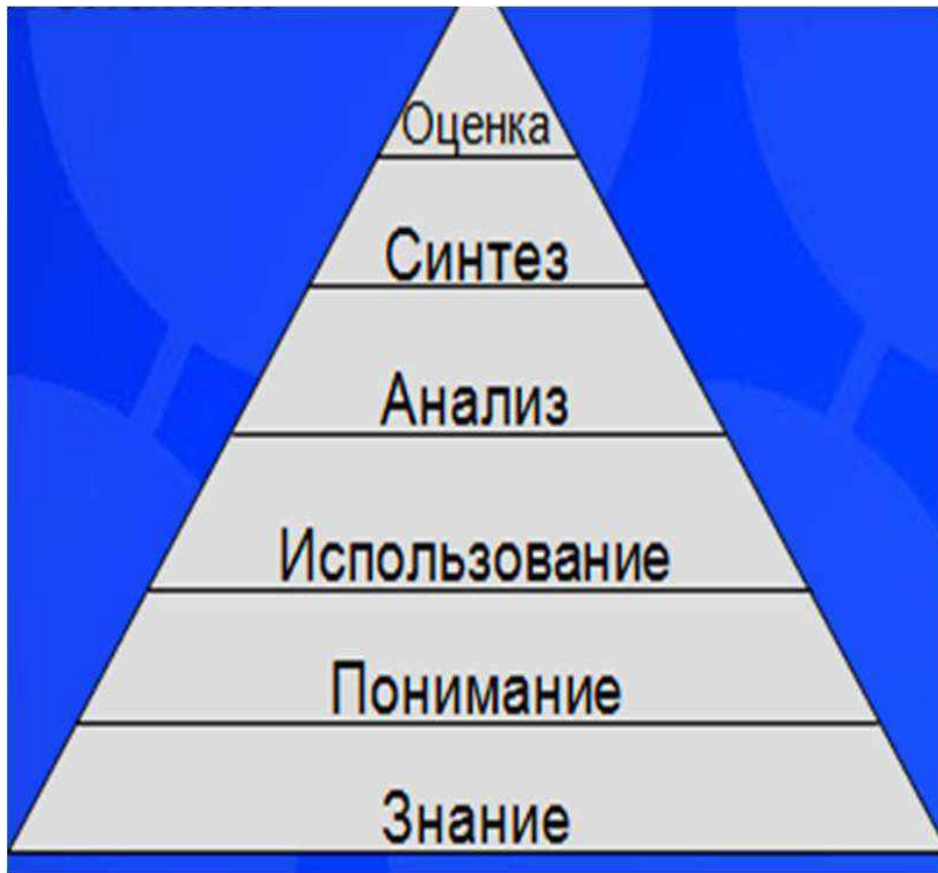 Оценка
Синтез
Анализ
Использование
Понимание
Знание